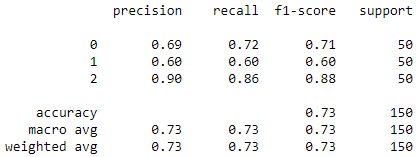 precision recall f1-score support
0 0.69 0.72 0.71 50
1 0.60 0.60 0.60 50
2 0.90 0.86 0.88 50
accuracy 0.73 150
macro avg 0.73 0.73 0.73 150
weighted avg 0.73 0.73 0.73 150